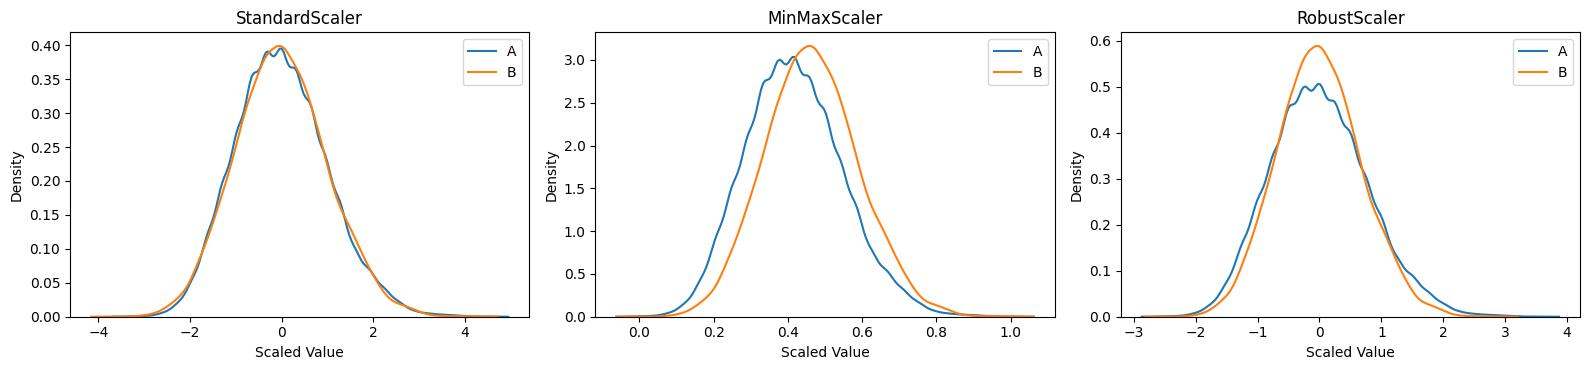 StandardScaler
0.40
0.35
0.30
0.25
0.20
0.15
0.10
0.05
0.00
Density
−4
−2
0
2
4
Scaled Value
A
B
MinMaxScaler
3.0
2.5
2.0
1.5
1.0
0.5
0.0
Density
0.0
0.2
0.4
0.6
0.8
1.0
Scaled Value
A
B
RobustScaler
0.6
0.5
0.4
0.3
0.2
0.1
0.0
Density
−3
−2
−1
0
1
2
3
4
Scaled Value
A
B